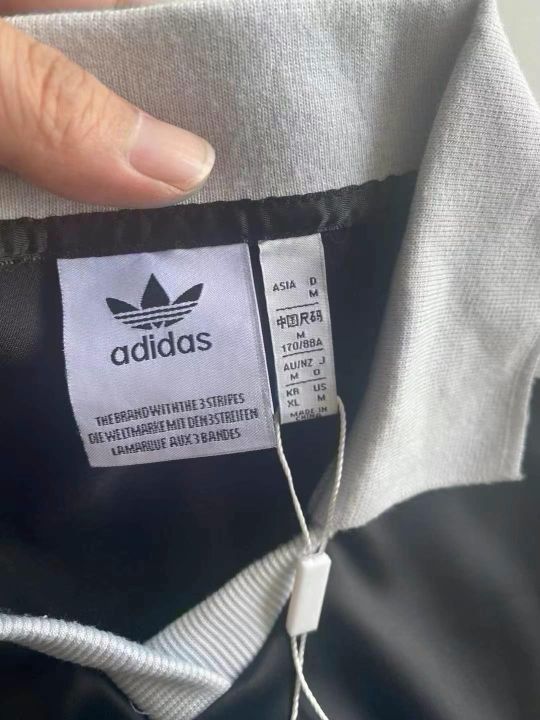 adidas
THE BRAND WITH THE 3 STRIPES
DIE WELTMARKE MIT DEN 3 STREIFEN
LA MARQUE AUX 3 BANDES
ASIA D
M
中国尺码
M
170/88A
AU/NZ J
M O
KR US
XL M
MADE IN
CHINA